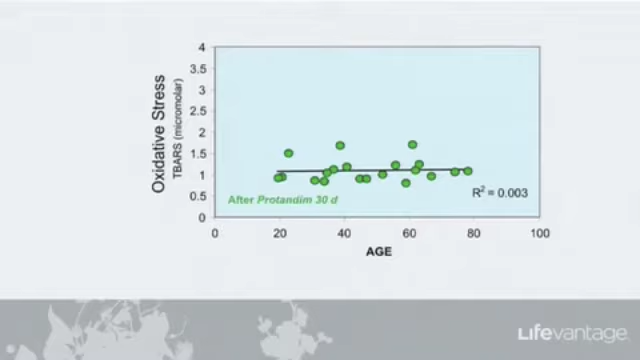 4
3.5
3
2.5
2
1.5
1
0.5
0
Oxidative Stress
TBARS (micromolar)
After Protandim 30 d
R² = 0.003
0 20 40 60 80 100
AGE
Lifevantage